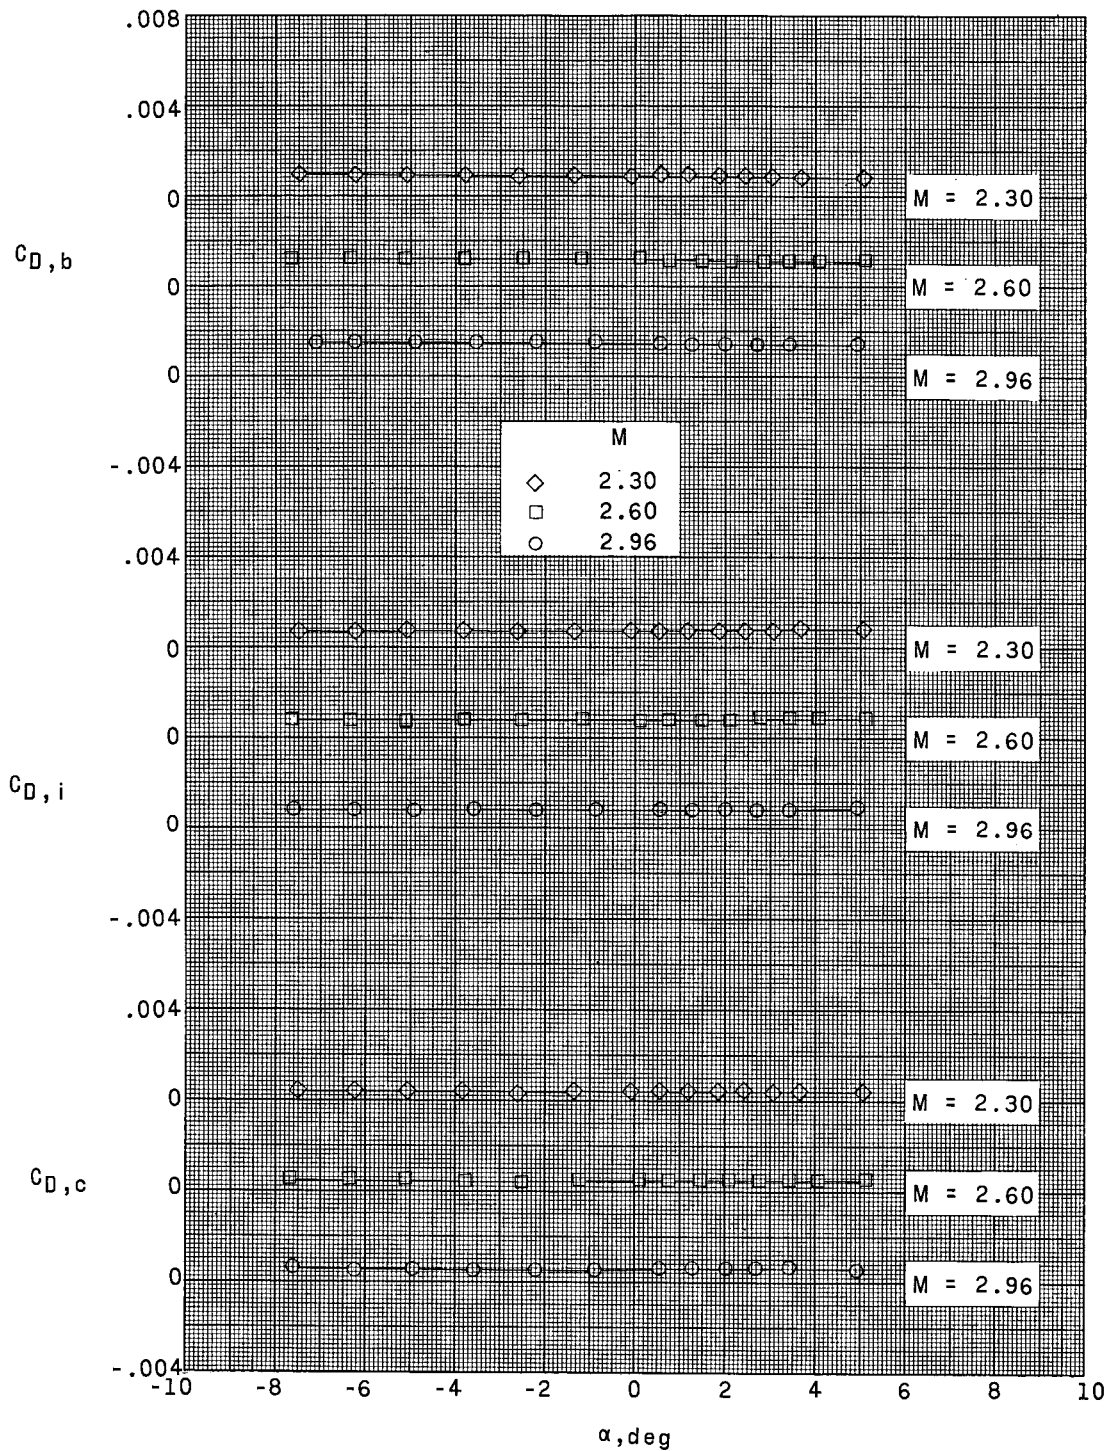 .008
.004
0
M = 2.30
C_D,b
0
M = 2.60
0
M = 2.96
M
-.004
2.30
2.60
2.96
.004
0
M = 2.30
0
M = 2.60
C_D,i
0
M = 2.96
-.004
.004
0
M = 2.30
C_D,c
0
M = 2.60
0
M = 2.96
-.004
-10 -8 -6 -4 -2 0 2 4 6 8 10
α,deg